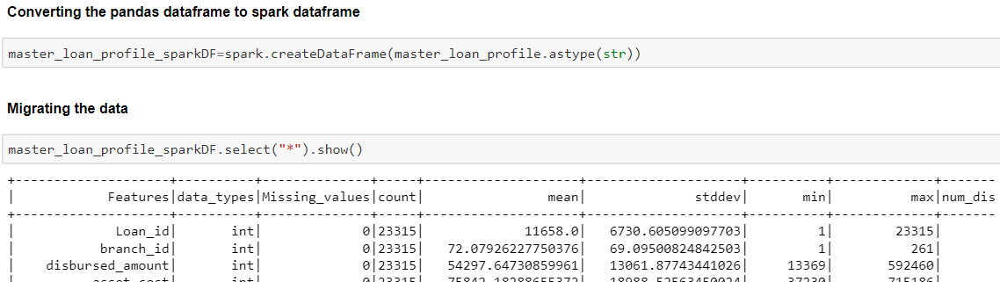 Converting the pandas dataframe to spark dataframe
master_loan_profile_sparkDF=spark.createDataFrame(master_loan_profile.astype(str))
Migrating the data
master_loan_profile_sparkDF.select("*").show()
+------------------+----------+--------------+-----+------------------+------------------+---------+-----------+-------
| Features|data_types|Missing_values|count| mean| stddev| min| max|num_dis
+------------------+----------+--------------+-----+------------------+------------------+---------+-----------+-------
| Loan_id| int| 0|23315| 11658.0| 6730.605099097703| 1| 23315|
| branch_id| int| 0|23315| 72.07926227750376| 69.09500824842503| 1| 261|
| disbursed_amount| int| 0|23315| 54297.64730859961| 13061.87743441026| 13369| 592460|
| asset_cost| int| 0|23315| 75842.18288655372| 18988.52563450024| 37230| 715186|